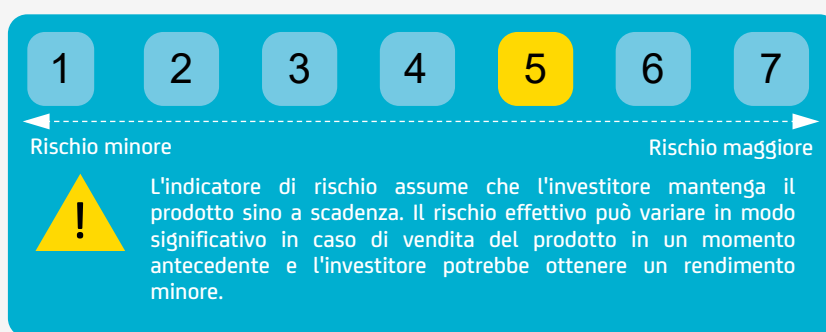 1 2 3 4 5 6 7
Rischio minore Rischio maggiore
!
L'indicatore di rischio assume che l'investitore mantenga il
prodotto sino a scadenza. Il rischio effettivo può variare in modo
significativo in caso di vendita del prodotto in un momento
antecedente e l'investitore potrebbe ottenere un rendimento
minore.